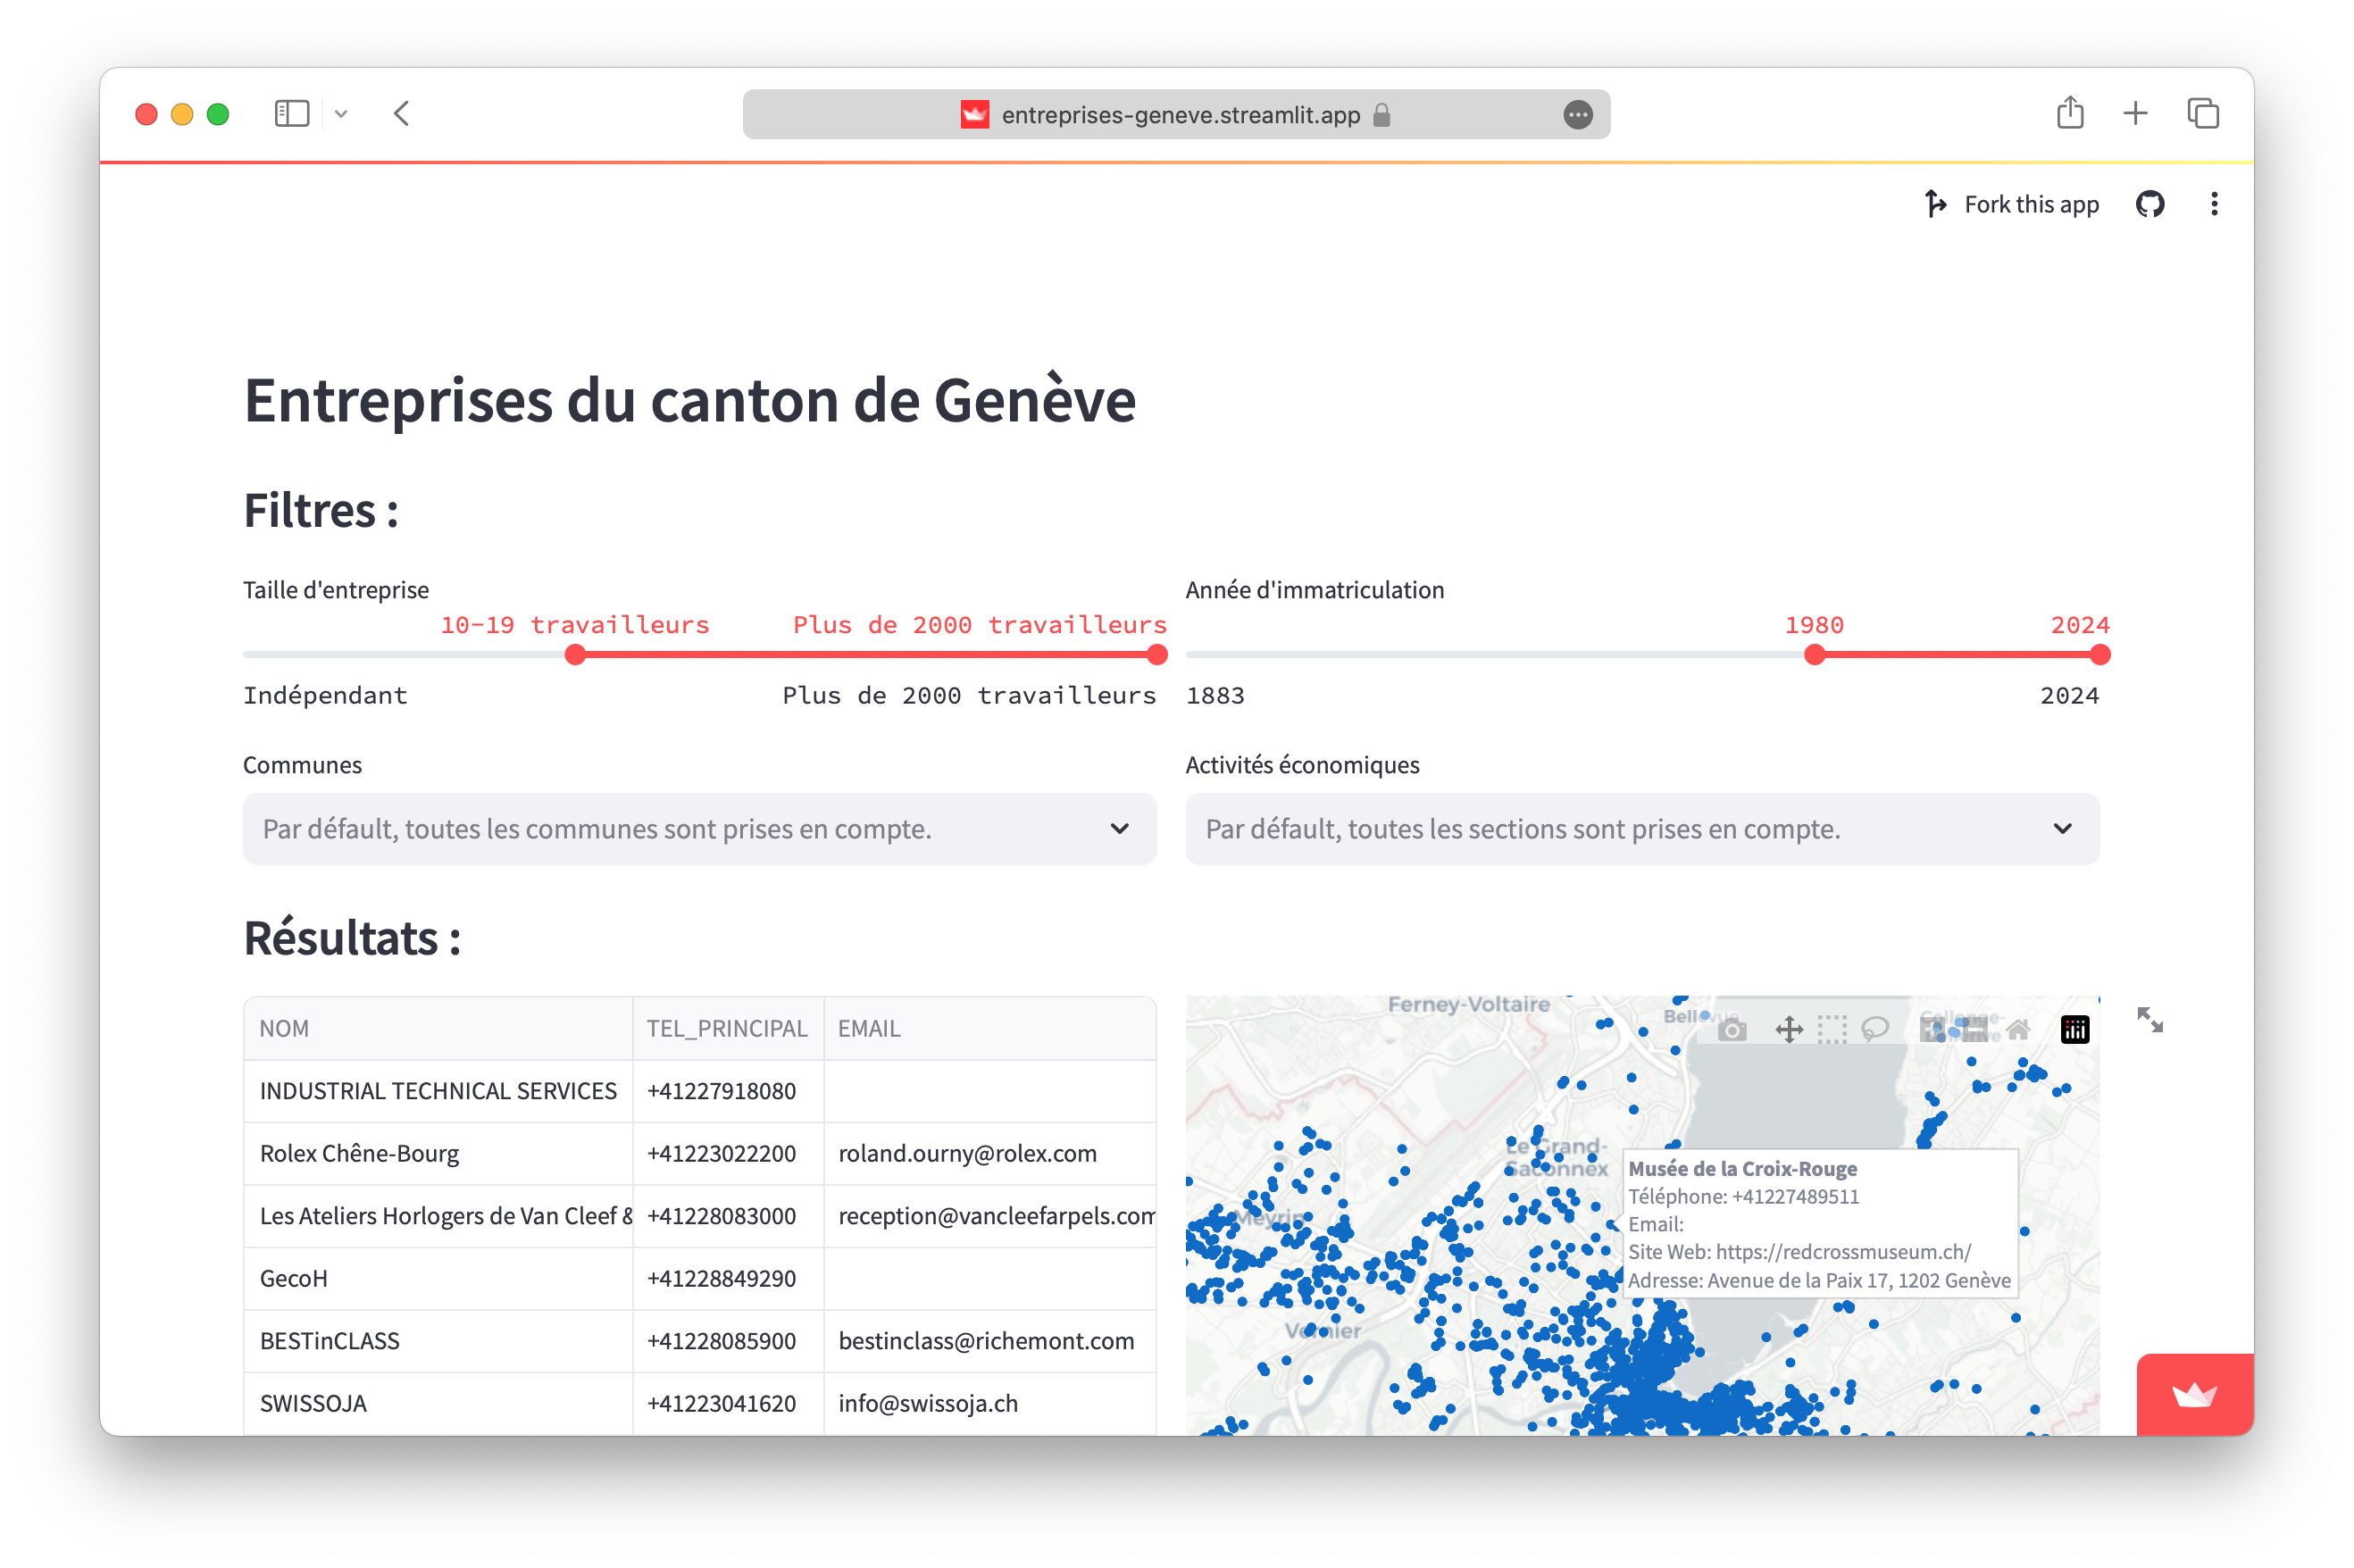 entreprises-geneve.streamlit.app
Fork this app
Entreprises du canton de Genève
Filtres :
Taille d'entreprise
10-19 travailleurs Plus de 2000 travailleurs
Indépendant Plus de 2000 travailleurs
Année d'immatriculation
1980 2024
1883 2024
Communes
Par défault, toutes les communes sont prises en compte.
Activités économiques
Par défault, toutes les sections sont prises en compte.
Résultats :
NOM TEL_PRINCIPAL EMAIL
INDUSTRIAL TECHNICAL SERVICES +41227918080
Rolex Chêne-Bourg +41223022200 roland.ourny@rolex.com
Les Ateliers Horlogers de Van Cleef & +41228083000 reception@vancleefarpels.com
GecoH +41228849290
BESTinCLASS +41228085900 bestinclass@richemont.com
SWISSOJA +41223041620 info@swissoja.ch
Ferney-Voltaire
Bellevue
Le Grand-
Saconnex
Meyrin
Vernier
Musée de la Croix-Rouge
Téléphone: +41227489511
Email:
Site Web: https://redcrossmuseum.ch/
Adresse: Avenue de la Paix 17, 1202 Genève